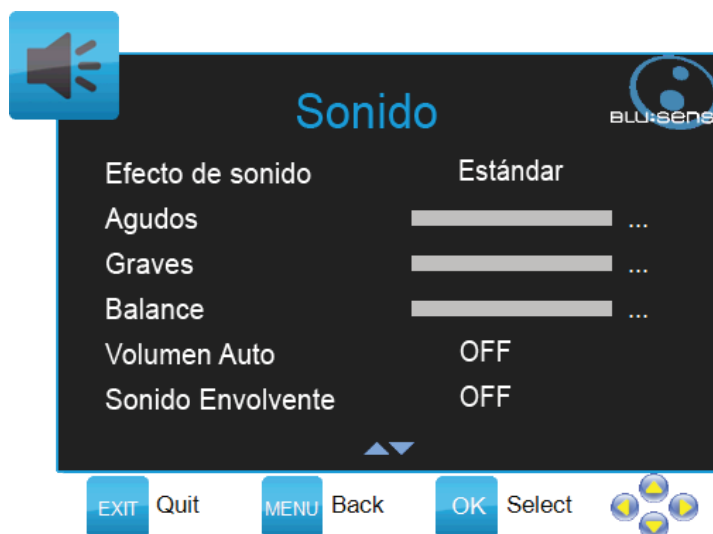 Sonido
BLU:sens
Efecto de sonido Estándar
Agudos ...
Graves ...
Balance ...
Volumen Auto OFF
Sonido Envolvente OFF
EXIT Quit MENU Back OK Select